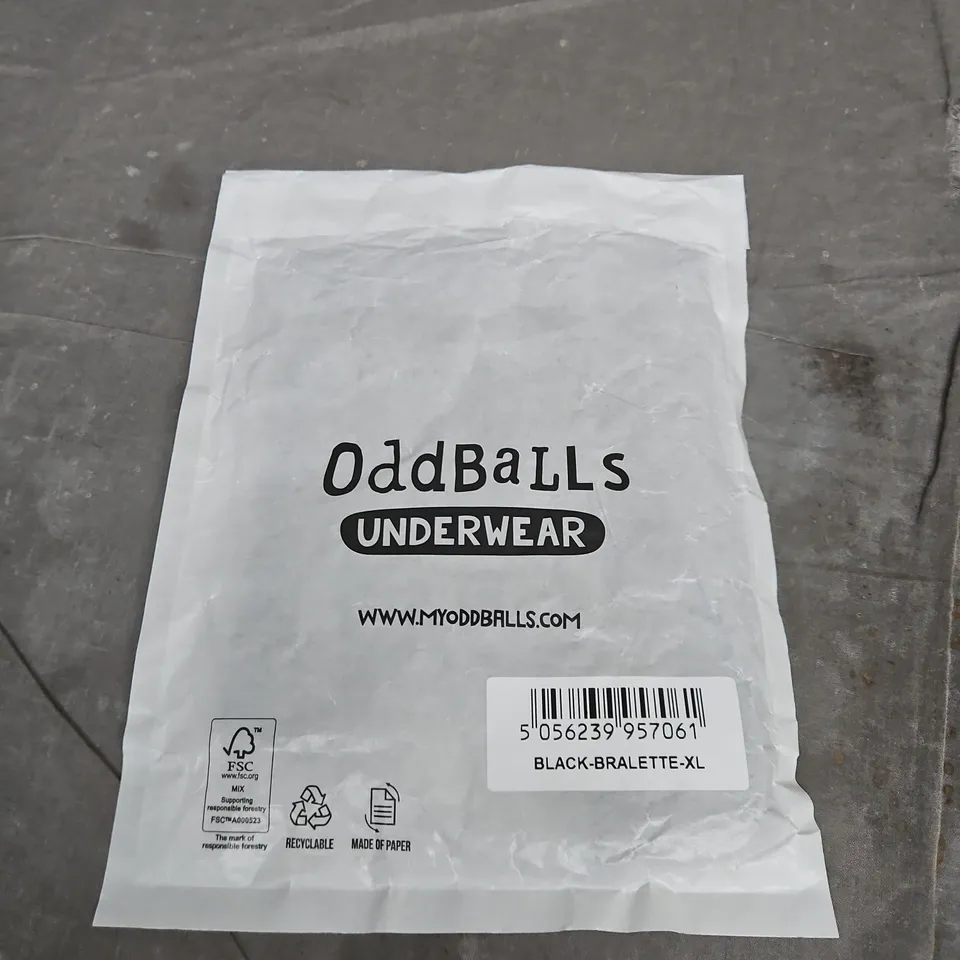 OddBaLLs
UNDERWEAR
WWW.MYODDBALLS.COM
5 056239 957061
BLACK-BRALETTE-XL
TM
FSC
www.fsc.org
MIX
Supporting
responsible forestry
FSC™ A000523
The mark of
responsible forestry
RECYCLABLE
MADE OF PAPER